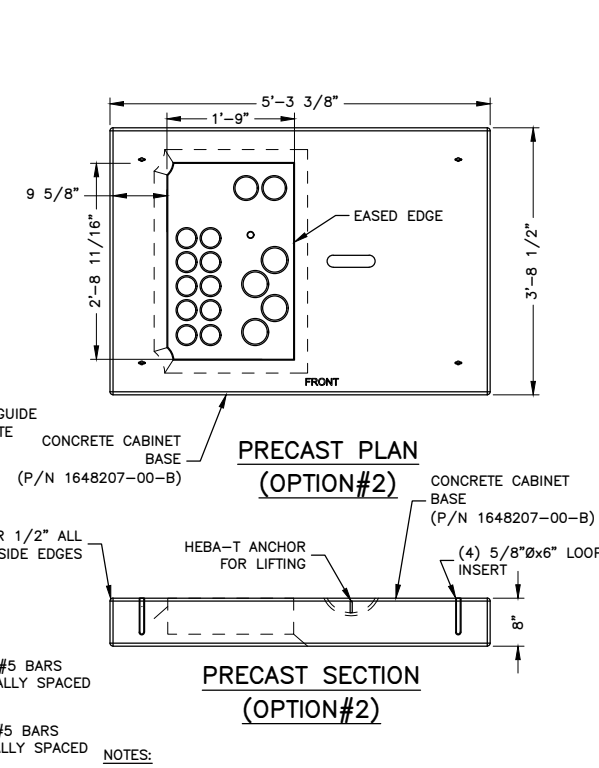 5'-3 3/8"
1'-9"
9 5/8"
EASED EDGE
2'-8 11/16"
3'-8 1/2"
FRONT
GUIDE
CONCRETE CABINET
BASE
(P/N 1648207-00-B)
PRECAST PLAN
(OPTION#2)
CONCRETE CABINET
BASE
(P/N 1648207-00-B)
R 1/2" ALL
SIDE EDGES
HEBA-T ANCHOR
FOR LIFTING
(4) 5/8"Øx6" LOOP
INSERT
8"
#5 BARS
ALLY SPACED
PRECAST SECTION
(OPTION#2)
#5 BARS
ALLY SPACED
NOTES: